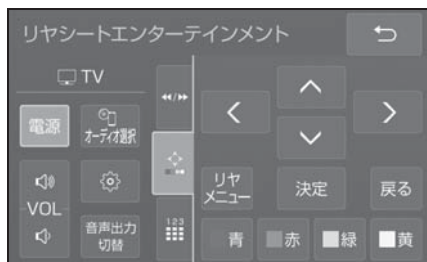 リヤシートエンターテインメント
TV
電源
オーディオ選択
VOL
音声出力
切替
123
リヤ
メニュー
決定
戻る
青
赤
緑
黄